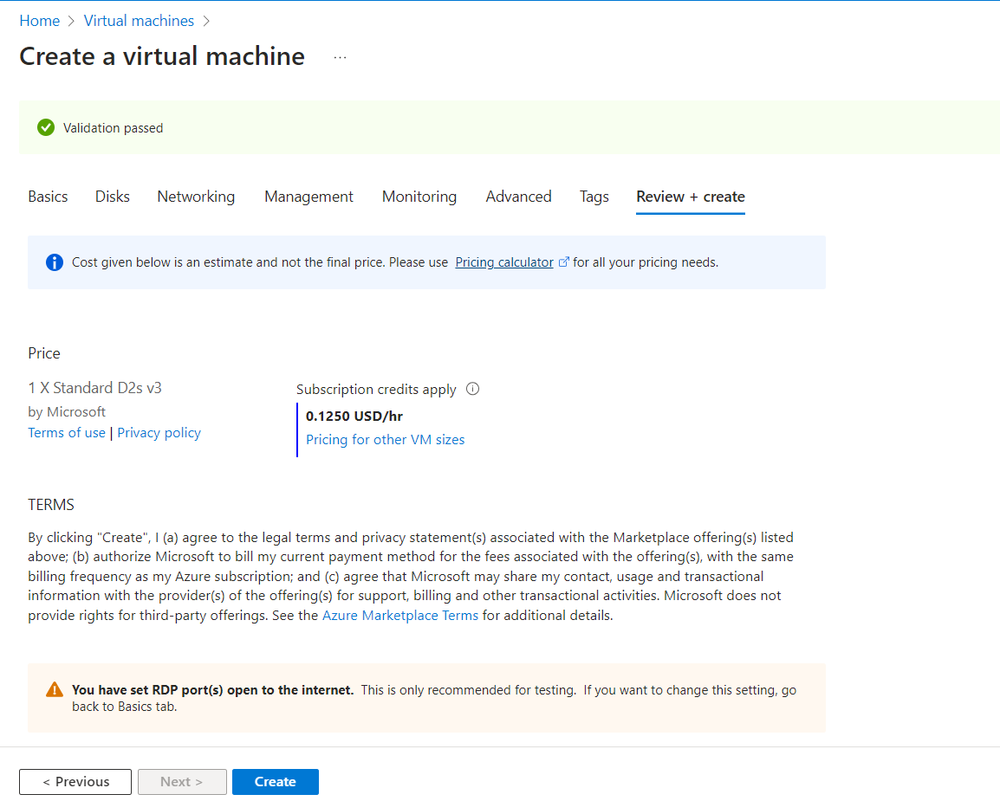 Home > Virtual machines >
Create a virtual machine ...
Validation passed
Basics Disks Networking Management Monitoring Advanced Tags Review + create
Cost given below is an estimate and not the final price. Please use Pricing calculator for all your pricing needs.
Price
1 X Standard D2s v3
by Microsoft
Terms of use | Privacy policy
Subscription credits apply
0.1250 USD/hr
Pricing for other VM sizes
TERMS
By clicking "Create", I (a) agree to the legal terms and privacy statement(s) associated with the Marketplace offering(s) listed
above; (b) authorize Microsoft to bill my current payment method for the fees associated with the offering(s), with the same
billing frequency as my Azure subscription; and (c) agree that Microsoft may share my contact, usage and transactional
information with the provider(s) of the offering(s) for support, billing and other transactional activities. Microsoft does not
provide rights for third-party offerings. See the Azure Marketplace Terms for additional details.
You have set RDP port(s) open to the internet. This is only recommended for testing. If you want to change this setting, go
back to Basics tab.
< Previous Next > Create